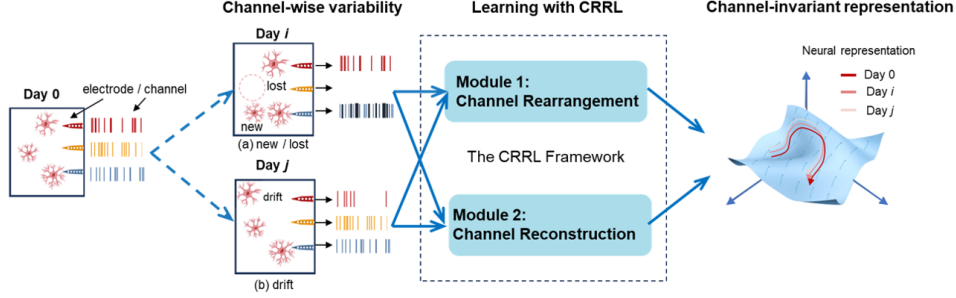 Channel-wise variability
Learning with CRRL
Channel-invariant representation
Day 0
electrode / channel
Day i
lost
new
(a) new / lost
Day j
drift
(b) drift
Module 1:
Channel Rearrangement
The CRRL Framework
Module 2:
Channel Reconstruction
Neural representation
Day 0
Day i
Day j